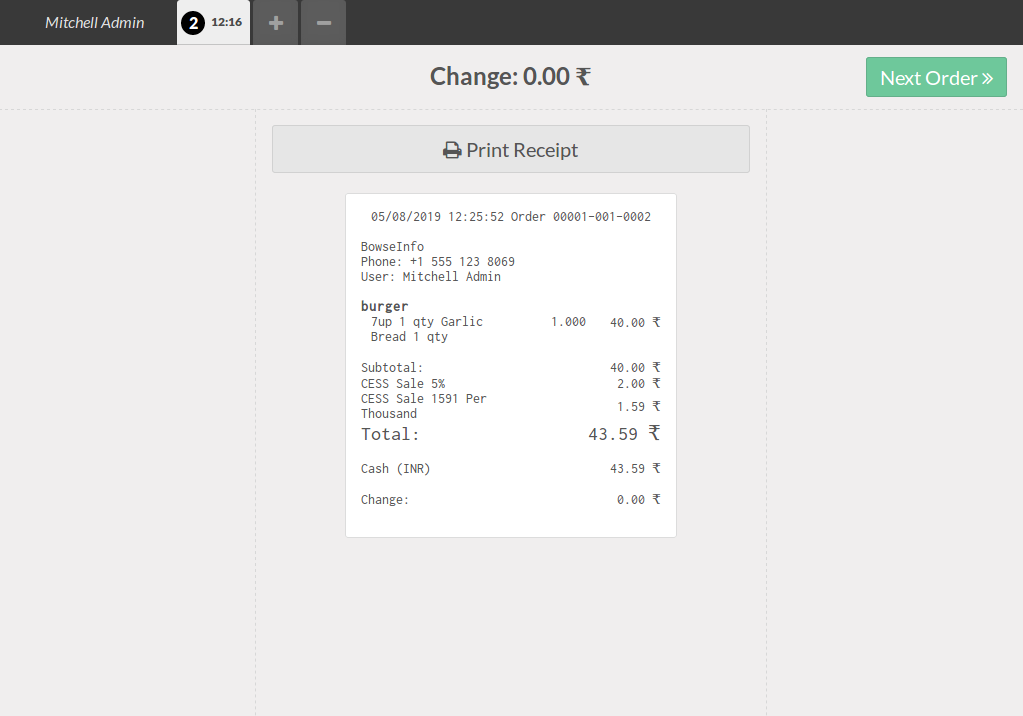 Mitchell Admin 2 12:16
Change: 0.00 ₹
Next Order
Print Receipt
05/08/2019 12:25:52 Order 00001-001-0002
BowseInfo
Phone: +1 555 123 8069
User: Mitchell Admin
burger
7up 1 qty Garlic 1.000 40.00 ₹
Bread 1 qty
Subtotal: 40.00 ₹
CESS Sale 5% 2.00 ₹
CESS Sale 1591 Per
Thousand 1.59 ₹
Total: 43.59 ₹
Cash (INR) 43.59 ₹
Change: 0.00 ₹